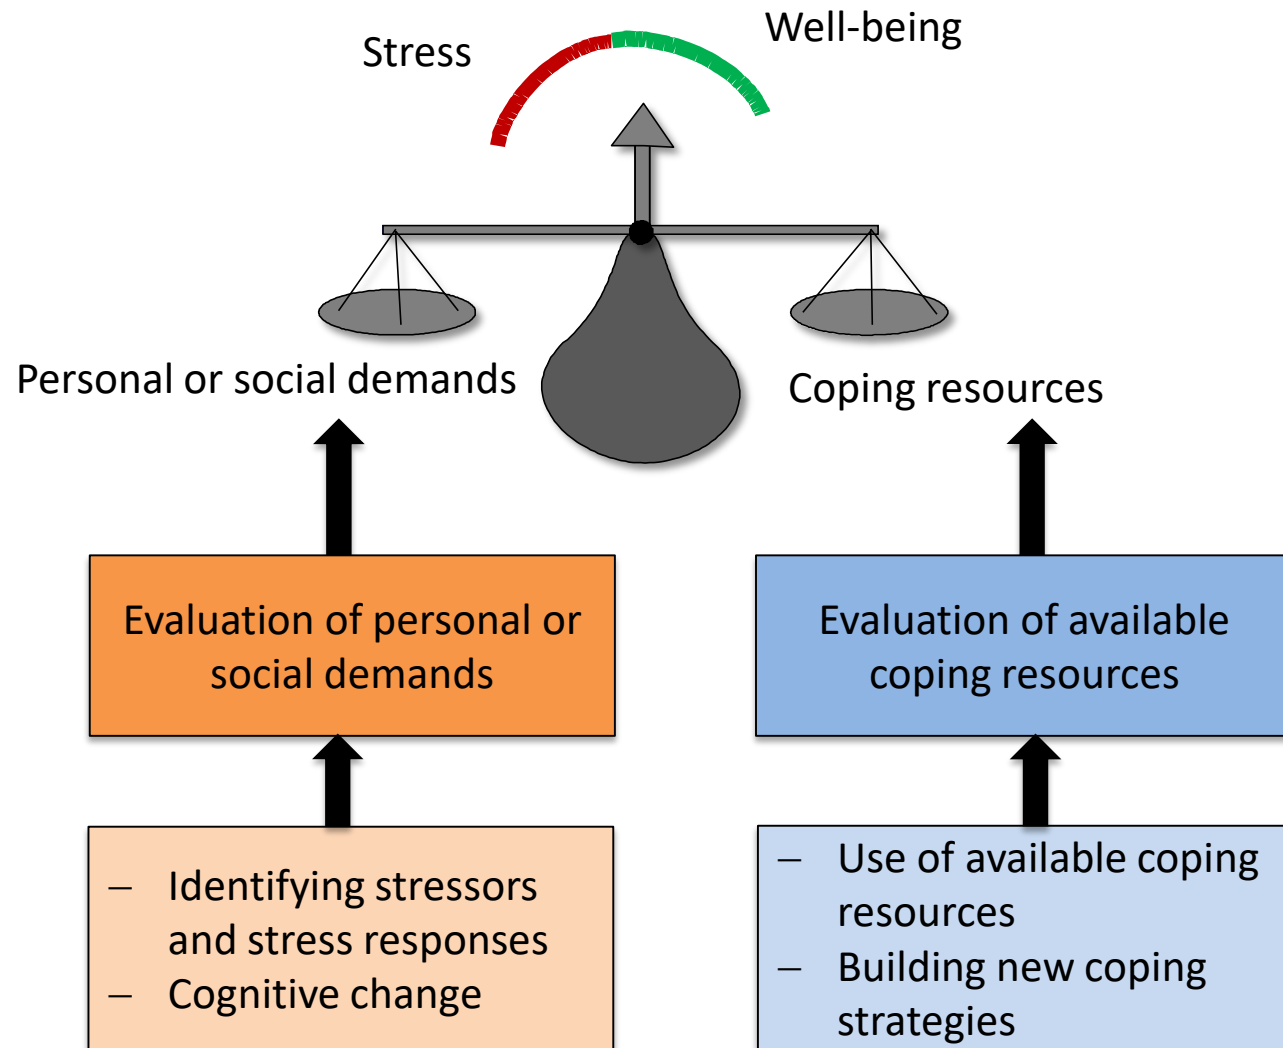 Stress
Well-being
Personal or social demands
Coping resources
Evaluation of personal or
social demands
Evaluation of available
coping resources
– Identifying stressors
and stress responses
– Cognitive change
– Use of available coping
resources
– Building new coping
strategies